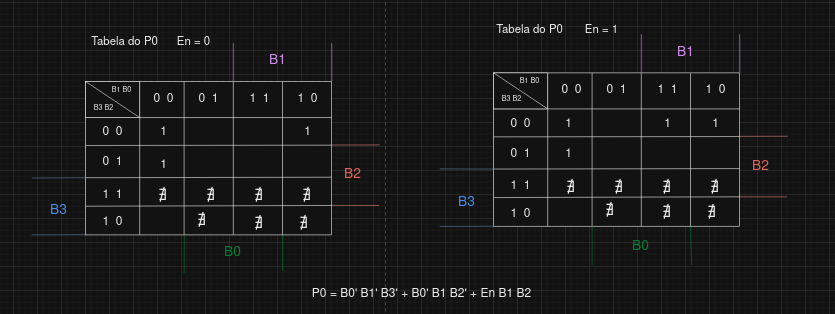 Tabela do P0 En = 0
B1
B1 B0
B3 B2
0 0 0 1 1 1 1 0
0 0 1 1
0 1 1
1 1 ∄ ∄ ∄ ∄
1 0 ∄ ∄ ∄
B2
B3
B0
Tabela do P0 En = 1
B1
B1 B0
B3 B2
0 0 0 1 1 1 1 0
0 0 1 1 1
0 1 1
1 1 ∄ ∄ ∄ ∄
1 0 ∄ ∄ ∄
B2
B3
B0
P0 = B0' B1' B3' + B0' B1 B2' + En B1 B2